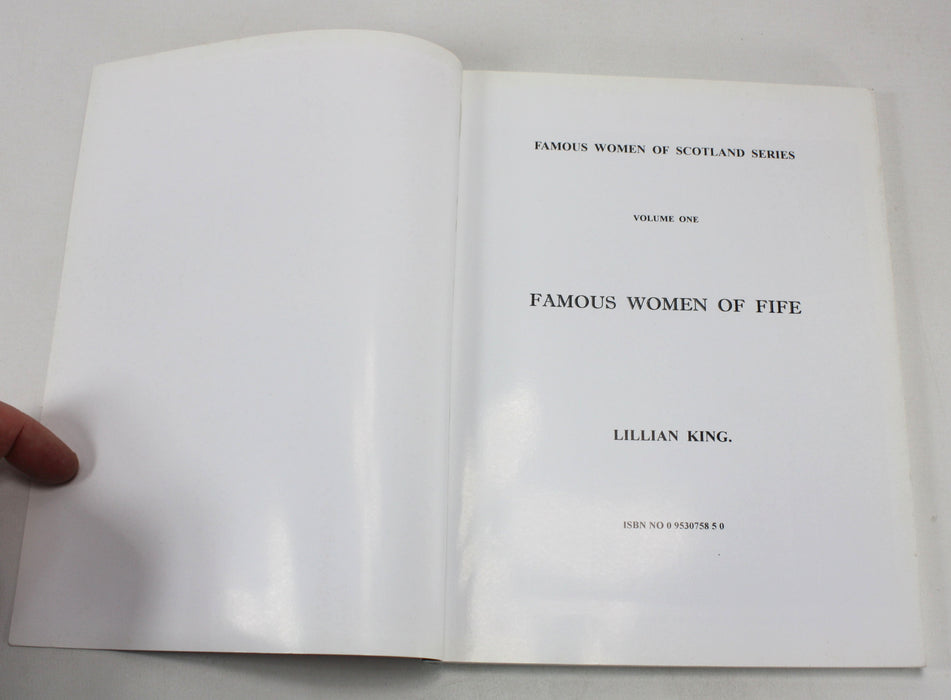 FAMOUS WOMEN OF SCOTLAND SERIES
VOLUME ONE
FAMOUS WOMEN OF FIFE
LILLIAN KING.
ISBN NO 0 9530758 5 0